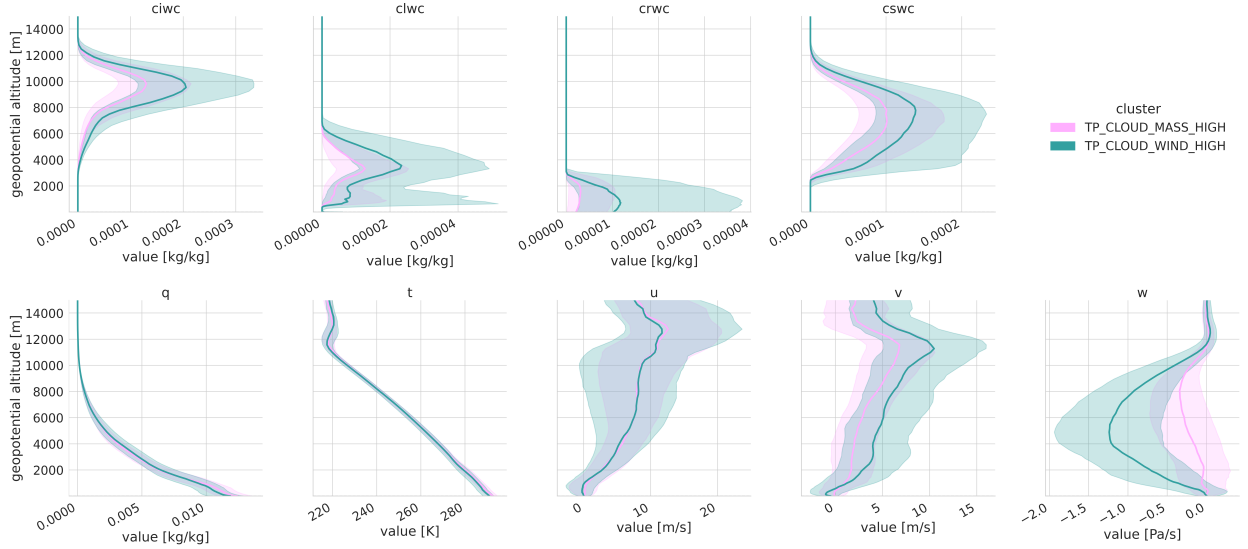 ciwc
clwc
crwc
cswc
geopotential altitude [m]
14000
12000
10000
8000
6000
4000
2000
0.0000
0.0001
0.0002
0.0003
value [kg/kg]
0.00000
0.00002
0.00004
value [kg/kg]
0.00000
0.00001
0.00002
0.00003
0.00004
value [kg/kg]
0.0000
0.0001
0.0002
value [kg/kg]
cluster
TP_CLOUD_MASS_HIGH
TP_CLOUD_WIND_HIGH
q
t
u
v
w
geopotential altitude [m]
14000
12000
10000
8000
6000
4000
2000
0.0000
0.005
0.010
value [kg/kg]
220
240
260
280
value [K]
0
10
20
value [m/s]
0
5
10
15
value [m/s]
−2.0
−1.5
−1.0
−0.5
0.0
value [Pa/s]